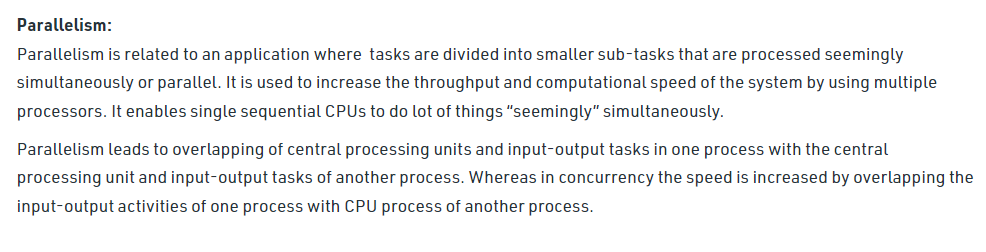 Parallelism:
Parallelism is related to an application where  tasks are divided into smaller sub-tasks that are processed seemingly
simultaneously or parallel. It is used to increase the throughput and computational speed of the system by using multiple
processors. It enables single sequential CPUs to do lot of things “seemingly” simultaneously.
Parallelism leads to overlapping of central processing units and input-output tasks in one process with the central
processing unit and input-output tasks of another process. Whereas in concurrency the speed is increased by overlapping the
input-output activities of one process with CPU process of another process.